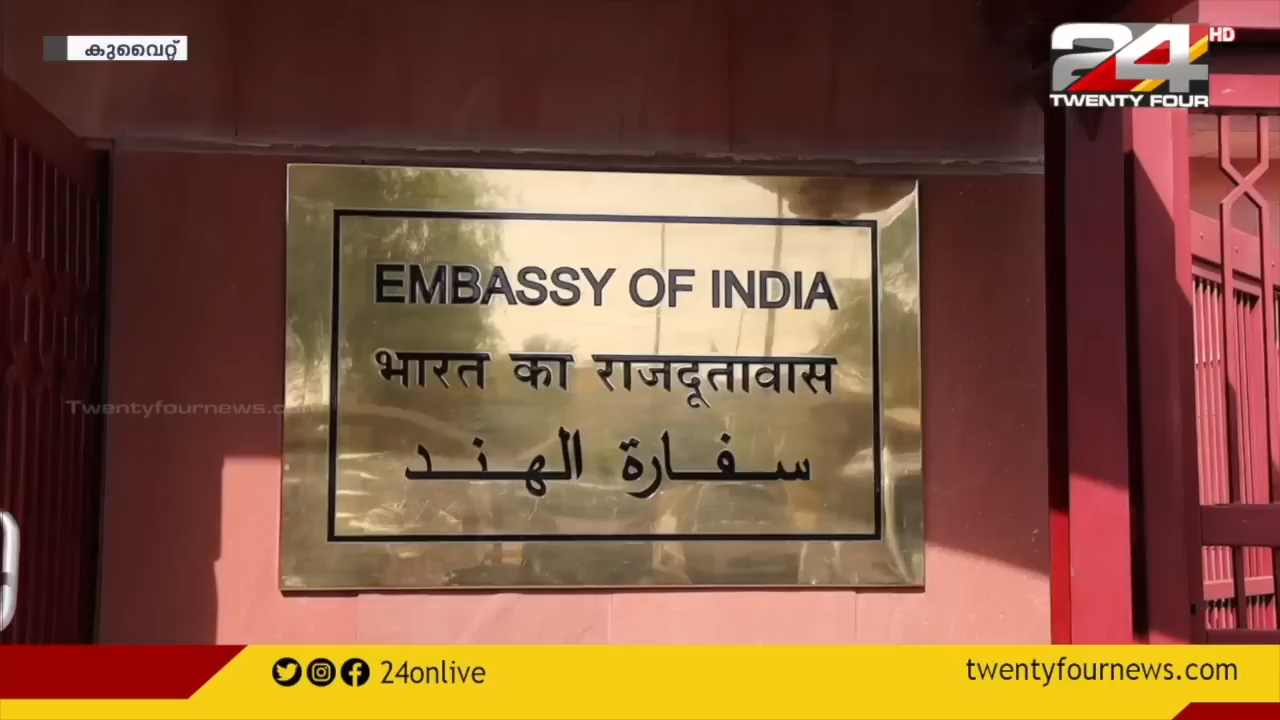 കുവൈറ്റ്
24 HD
TWENTY FOUR
EMBASSY OF INDIA
भारत का राजदूतावास
سفارة الهند
Twentyfournews.com
24onlive
twentyfournews.com